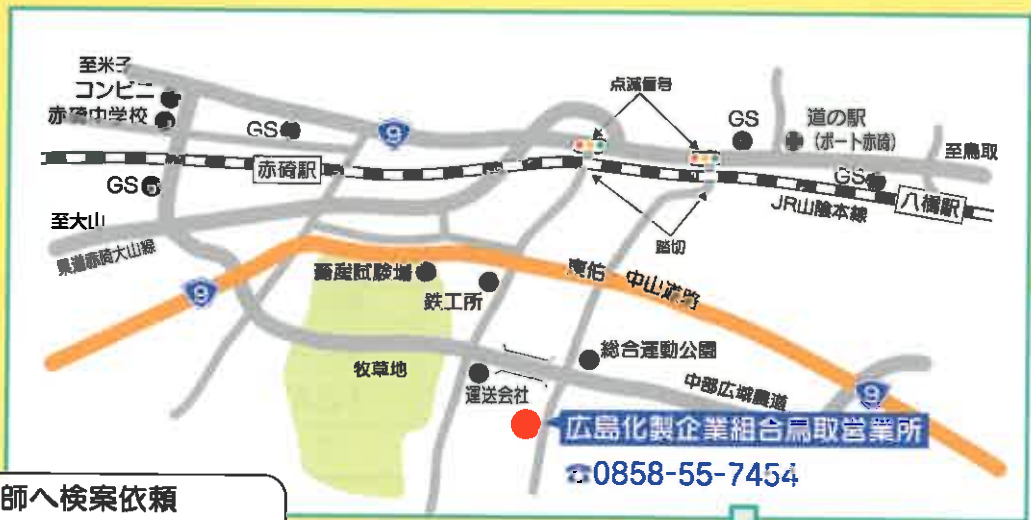 至米子
コンビニ
赤碕中学校
GS
9
点滅信号
GS
道の駅
(ポート赤碕)
至鳥取
赤碕駅
GS
GS
八橋駅
JR山陰本線
至大山
県道赤碕大山線
踏切
9
畜産試験場
鉄工所
東伯 中山道路
牧草地
運送会社
総合運動公園
中部広域農道
9
広島化製企業組合鳥取営業所
☎0858-55-7454
師へ検案依頼